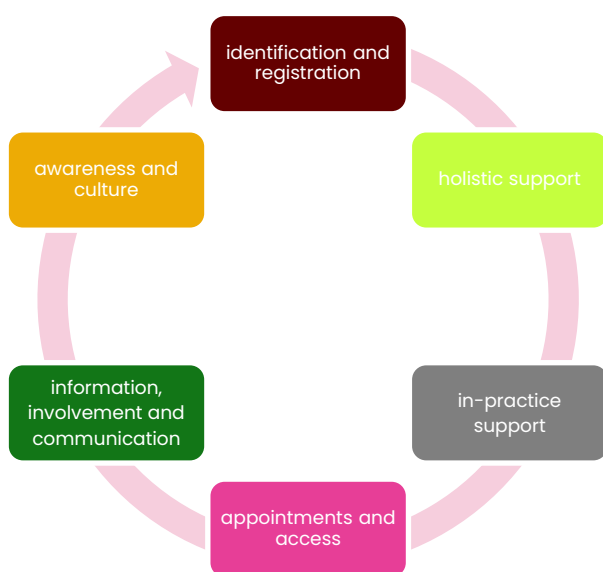 identification and
registration
holistic support
in-practice
support
appointments and
access
information,
involvement and
communication
awareness and
culture